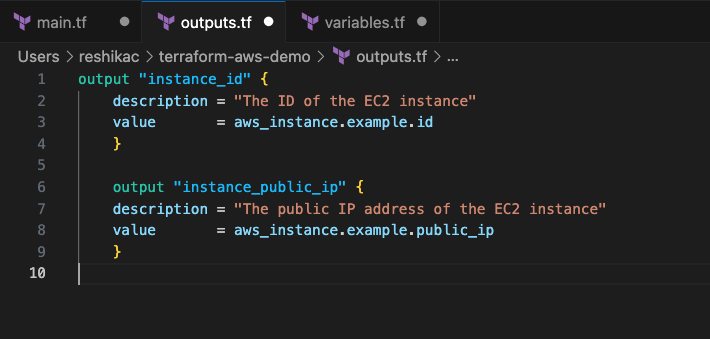 main.tf outputs.tf variables.tf
Users > reshikac > terraform-aws-demo > outputs.tf > ...
1 output "instance_id" {
2 description = "The ID of the EC2 instance"
3 value = aws_instance.example.id
4 }
5
6 output "instance_public_ip" {
7 description = "The public IP address of the EC2 instance"
8 value = aws_instance.example.public_ip
9 }
10